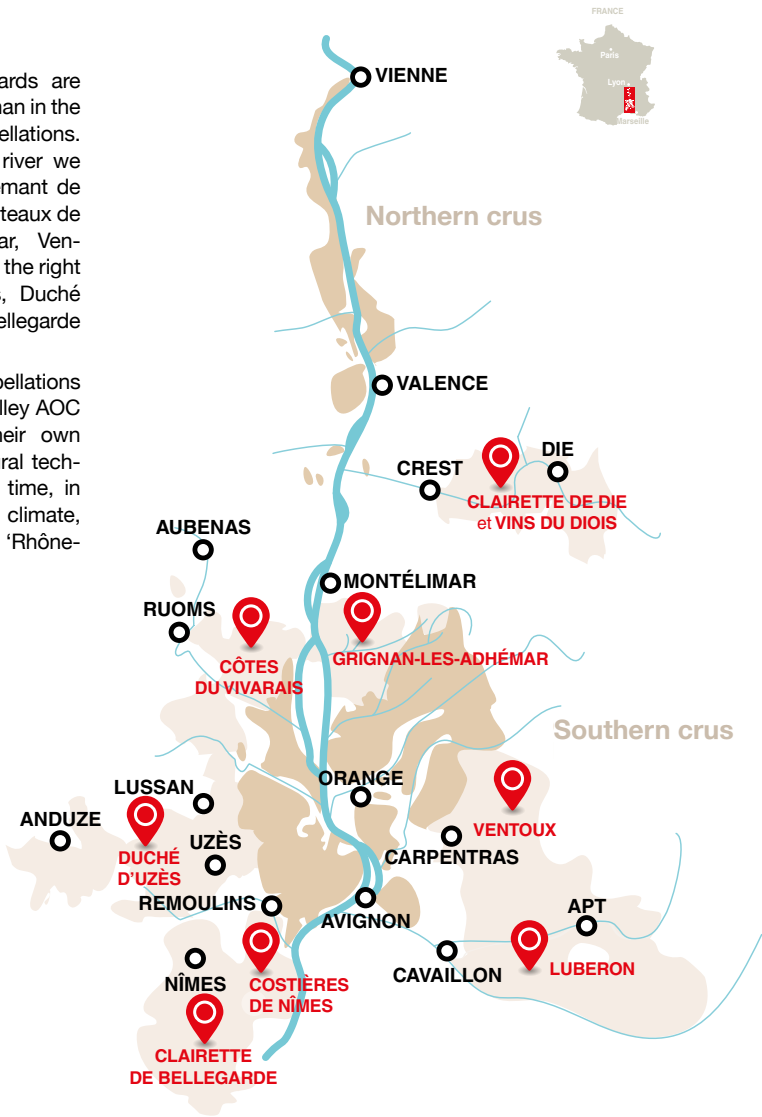 FRANCE
Paris
Lyon
Marseille
ards are
an in the
ellations.
river we
mant de
teaux de
ar, Ven-
the right
s, Duché
ellegarde
pellations
lley AOC
heir own
ral tech-
time, in
climate,
‘Rhône-
VIENNE
Northern crus
VALENCE
CREST
DIE
CLAIRETTE DE DIE
et VINS DU DIOIS
AUBENAS
MONTÉLIMAR
RUOMS
GRIGNAN-LES-ADHÉMAR
CÔTES
DU VIVARAIS
Southern crus
ORANGE
LUSSAN
ANDUZE
VENTOUX
UZÈS
CARPENTRAS
DUCHÉ
D’UZÈS
REMOULINS
AVIGNON
APT
NÎMES
COSTIÈRES
DE NÎMES
CAVAILLON
LUBERON
CLAIRETTE
DE BELLEGARDE